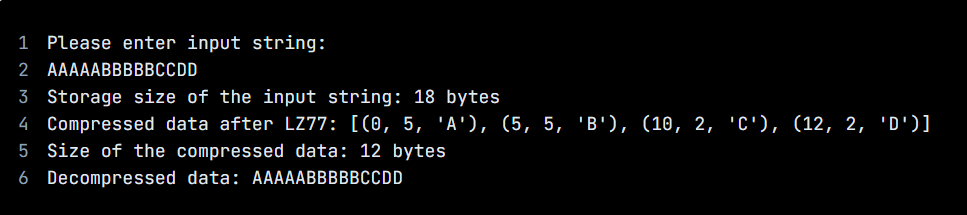 1 Please enter input string:
2 AAAAABBBBBCCDD
3 Storage size of the input string: 18 bytes
4 Compressed data after LZ77: [(0, 5, 'A'), (5, 5, 'B'), (10, 2, 'C'), (12, 2, 'D')]
5 Size of the compressed data: 12 bytes
6 Decompressed data: AAAAABBBBBCCDD